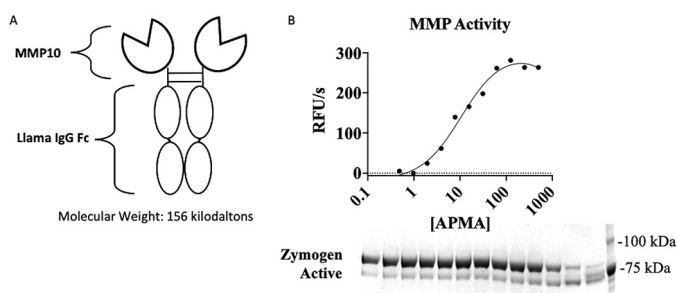 A
MMP10
Llama IgG Fc
Molecular Weight: 156 kilodaltons
B
MMP Activity
300
200
100
0
RFU/s
0.1
1
10
100
1000
[APMA]
Zymogen
Active
-100 kDa
-75 kDa